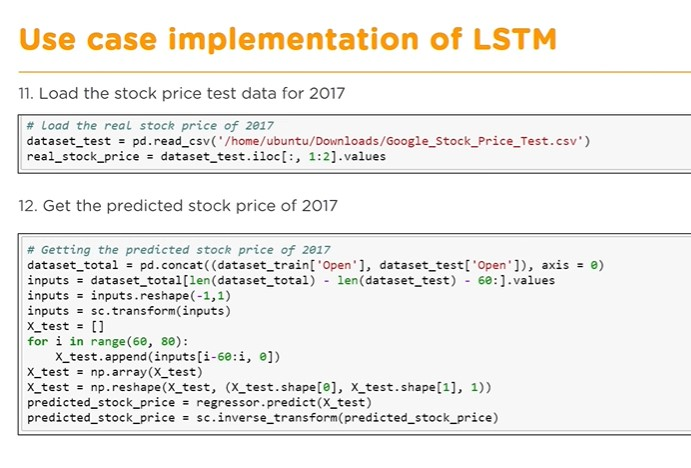 Use case implementation of LSTM
11. Load the stock price test data for 2017
# Load the real stock price of 2017
dataset_test = pd.read_csv('/home/ubuntu/Downloads/Google_Stock_Price_Test.csv')
real_stock_price = dataset_test.iloc[:, 1:2].values
12. Get the predicted stock price of 2017
# Getting the predicted stock price of 2017
dataset_total = pd.concat((dataset_train['Open'], dataset_test['Open']), axis = 0)
inputs = dataset_total[len(dataset_total) - len(dataset_test) - 60:].values
inputs = inputs.reshape(-1,1)
inputs = sc.transform(inputs)
X_test = []
for i in range(60, 80):
    X_test.append(inputs[i-60:i, 0])
X_test = np.array(X_test)
X_test = np.reshape(X_test, (X_test.shape[0], X_test.shape[1], 1))
predicted_stock_price = regressor.predict(X_test)
predicted_stock_price = sc.inverse_transform(predicted_stock_price)